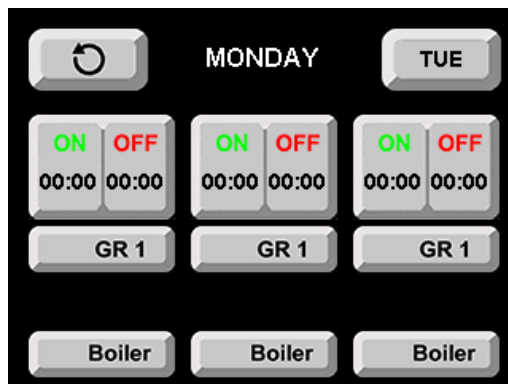 MONDAY TUE
ON OFF ON OFF ON OFF
00:00 00:00 00:00 00:00 00:00 00:00
GR 1 GR 1 GR 1
Boiler Boiler Boiler